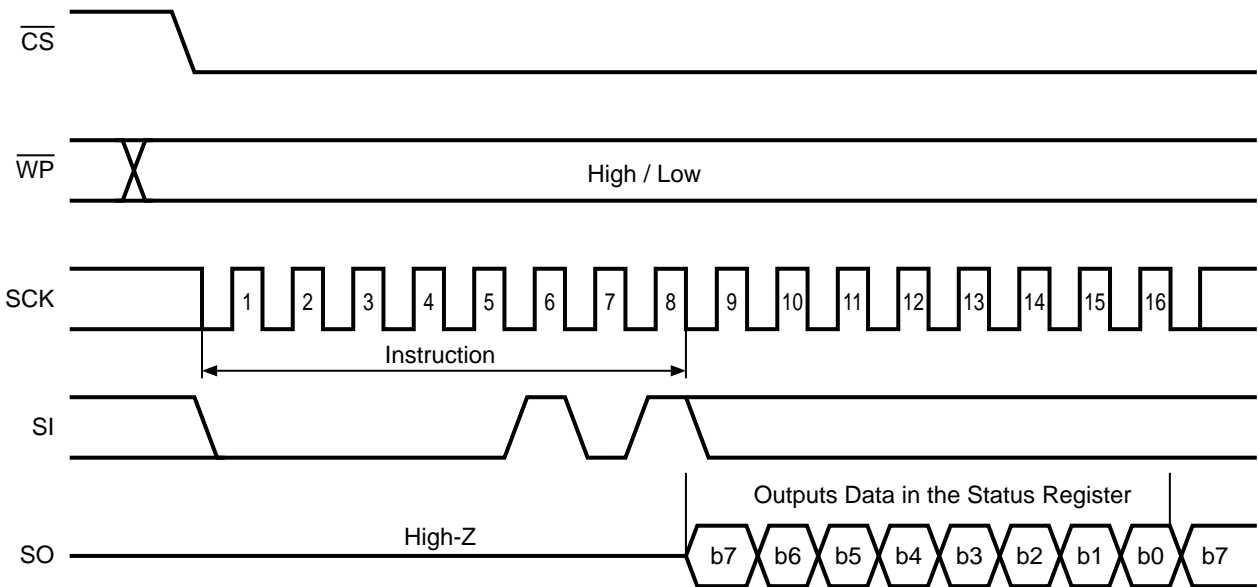 CS
WP
High / Low
SCK
1 2 3 4 5 6 7 8 9 10 11 12 13 14 15 16
Instruction
SI
Outputs Data in the Status Register
High-Z
SO
b7 b6 b5 b4 b3 b2 b1 b0 b7